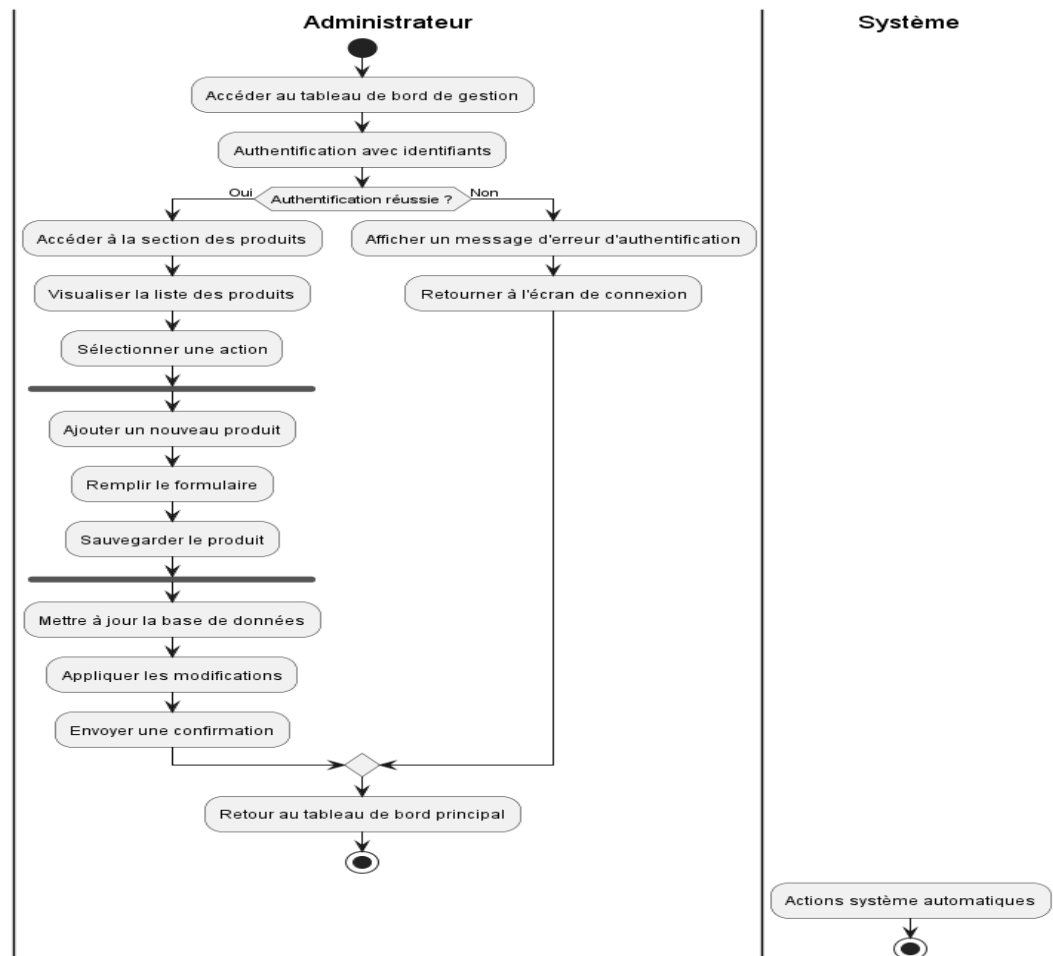 Administrateur
Système
Accéder au tableau de bord de gestion
Authentification avec identifiants
Oui
Authentification réussie ?
Non
Accéder à la section des produits
Afficher un message d'erreur d'authentification
Visualiser la liste des produits
Retourner à l'écran de connexion
Sélectionner une action
Ajouter un nouveau produit
Remplir le formulaire
Sauvegarder le produit
Mettre à jour la base de données
Appliquer les modifications
Envoyer une confirmation
Retour au tableau de bord principal
Actions système automatiques